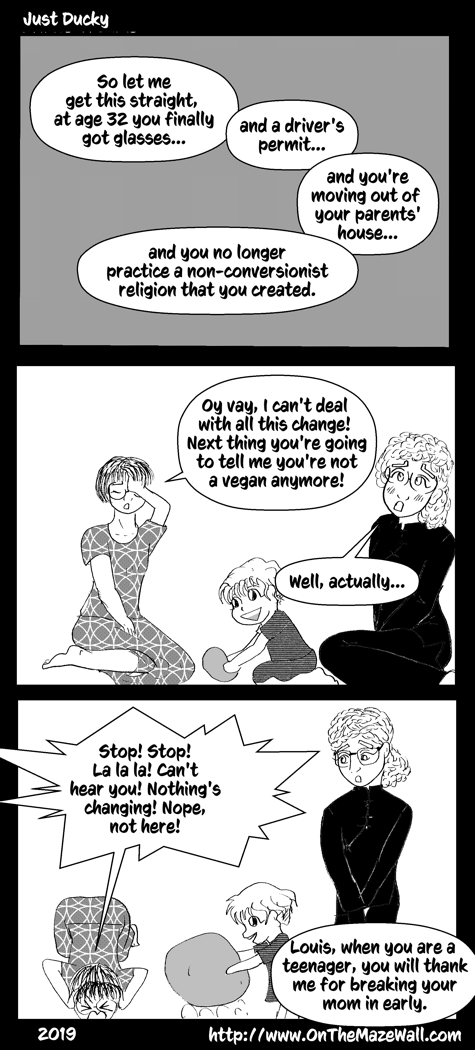 Just Ducky
So let me
get this straight,
at age 32 you finally
got glasses...
and a driver's
permit...
and you're
moving out of
your parents'
house...
and you no longer
practice a non-conversionist
religion that you created.
Oy vay, I can't deal
with all this change!
Next thing you're going
to tell me you're not
a vegan anymore!
Well, actually...
Stop! Stop!
La la la! Can't
hear you! Nothing's
changing! Nope,
not here!
Louis, when you are a
teenager, you will thank
me for breaking your
mom in early.
2019
http://www.OnTheMazeWall.com